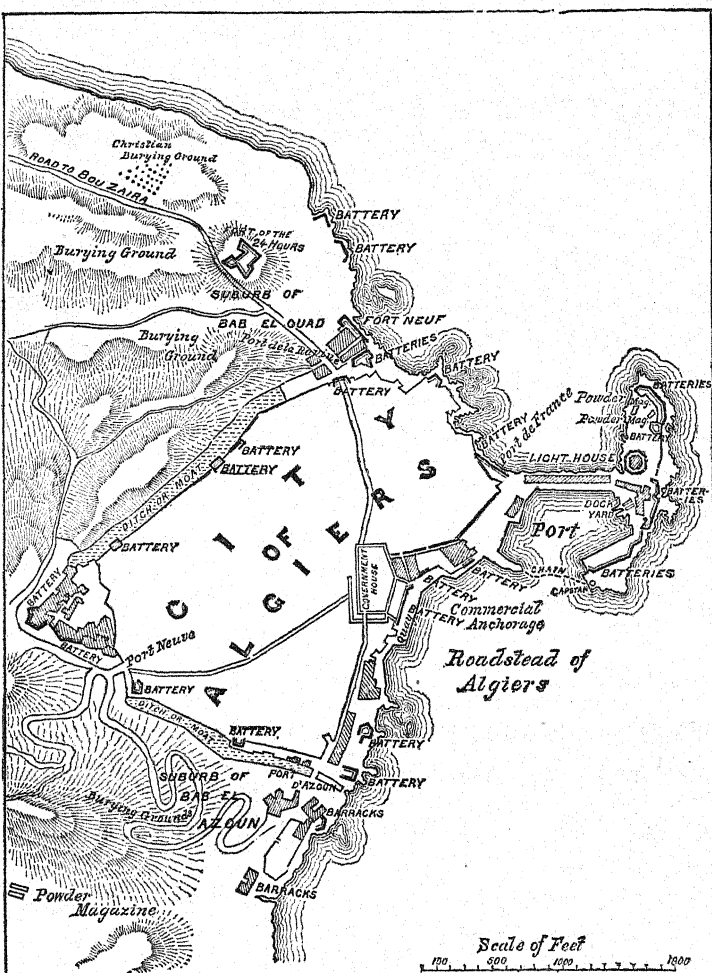 Christian
Burying Ground
ROAD TO BOU ZAIRA
BATTERY
BATTERY
FORT OF THE
24 HOURS
Burying Ground
SUBURB OF
BAB EL OUAD
FORT NEUF
Burying
Ground
BATTERIES
BATTERY
BATTERY
BATTERIES
Powder Mag.
Powder Mag.
BATTERY
BATTERY
Port de France
LIGHT HOUSE
BATTERY
BATTERY
DITCH-OR-MOAT
BATTER-
IES
DOCK
YARD
Port
BATTERY
CITY
OF
ALGIERS
CHAIN
CAPSTAN
BATTERIES
GOVERNMENT
HOUSE
BATTERY
BATTERY
BATTERY
QUINS
Commercial
Anchorage
BATTERY
BATTERY
Port Neuve
Roadstead of
Algiers
BATTERY
DITCH-OR-MOAT
BATTERY
BATTERY
FORT
D'AZOUN
BATTERY
SUBURB OF
BAB EL
AZOUN
Burying Grounds
BARRACKS
BARRACKS
Powder
Magazine
Scale of Feet
100 500 1000 1800